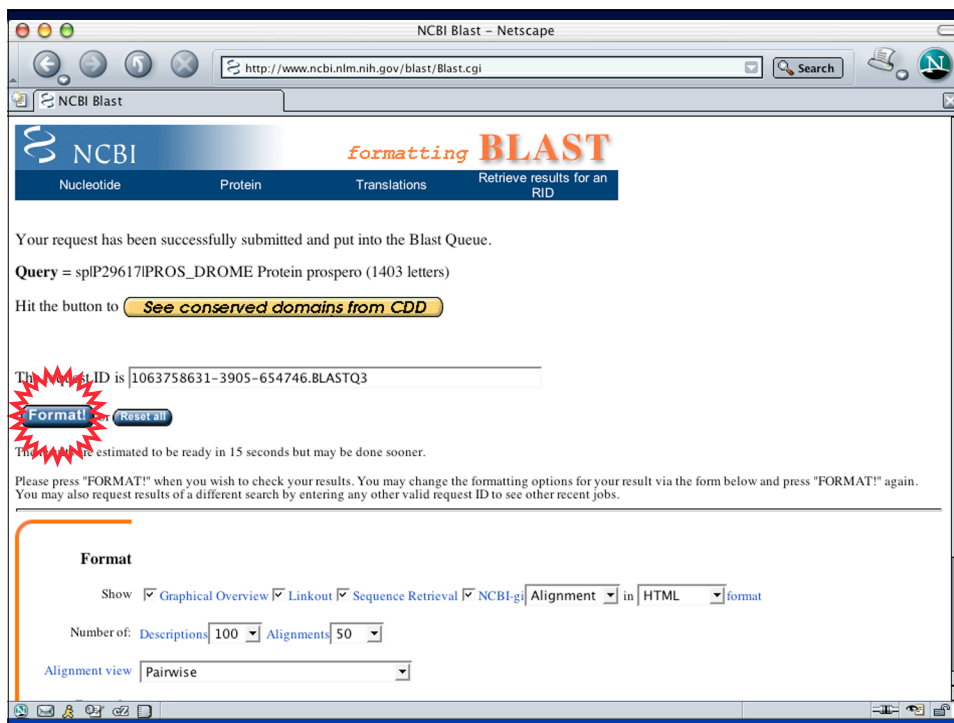 NCBI Blast - Netscape
http://www.ncbi.nlm.nih.gov/blast/Blast.cgi
Search
N
NCBI Blast
NCBI
formatting BLAST
Nucleotide Protein Translations Retrieve results for an RID
Your request has been successfully submitted and put into the Blast Queue.
Query = sp|P29617|PROS_DROME Protein prospero (1403 letters)
Hit the button to See conserved domains from CDD
The request ID is 1063758631-3905-654746.BLASTQ3
Format! or Reset all
The results are estimated to be ready in 15 seconds but may be done sooner.
Please press "FORMAT!" when you wish to check your results. You may change the formatting options for your result via the form below and press "FORMAT!" again.
You may also request results of a different search by entering any other valid request ID to see other recent jobs.
Format
Show Graphical Overview Linkout Sequence Retrieval NCBI-gi Alignment in HTML format
Number of: Descriptions 100 Alignments 50
Alignment view Pairwise